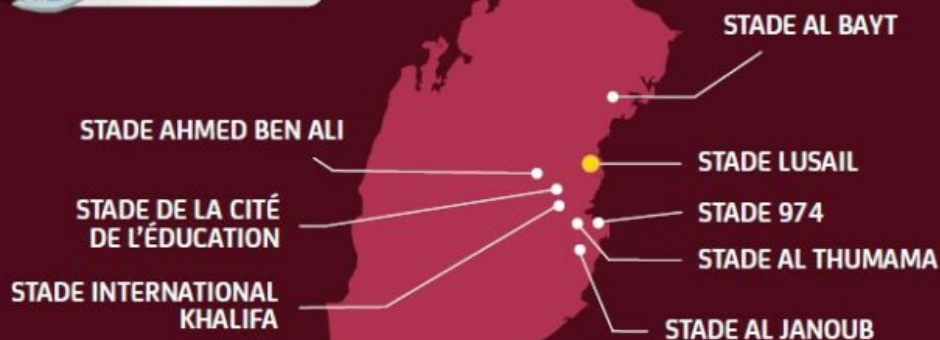 STADE AL BAYT
STADE AHMED BEN ALI
STADE LUSAIL
STADE DE LA CITÉ
DE L'ÉDUCATION
STADE 974
STADE AL THUMAMA
STADE INTERNATIONAL
KHALIFA
STADE AL JANOUB